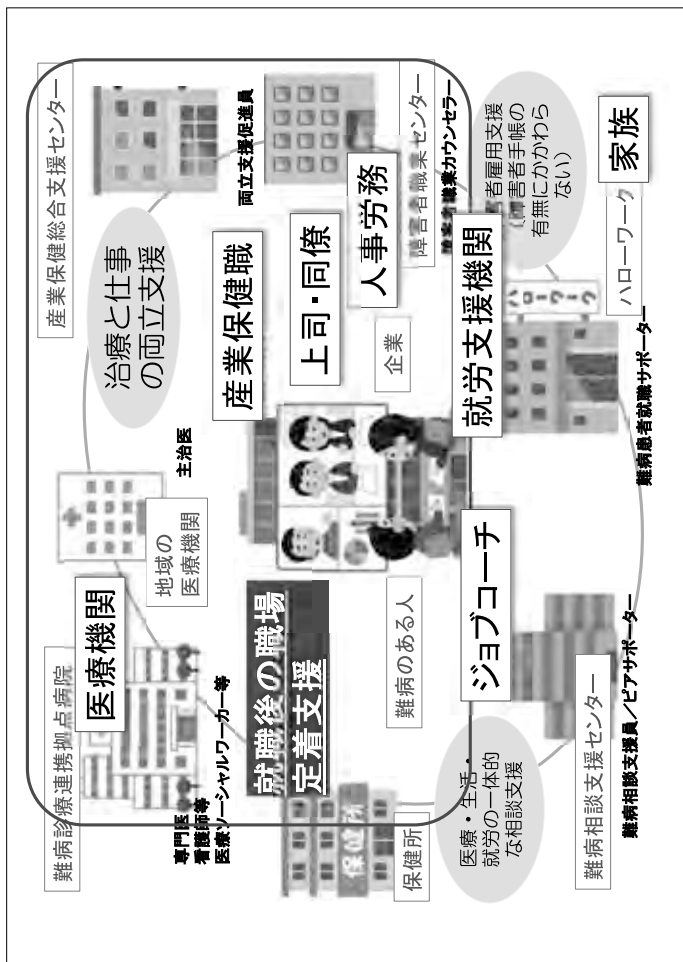 難病診療連携拠点病院
医療機関
専門医
看護師等
医療ソーシャルワーカー等
地域の
医療機関
主治医
治療と仕事
の両立支援
産業保健総合支援センター
両立支援促進員
就職後の職場
定着支援
産業保健職
上司・同僚
人事労務
保健所
保健所
難病のある人
企業
障害者職業センター
障害者職業カウンセラー
医療・生活・
就労の一体的
な相談支援
ジョブコーチ
就労支援機関
者雇用支援
（障害者手帳の
有無にかかわら
ない）
ハローワーク
ハローワーク
家族
難病相談支援センター
難病相談支援員／ピアサポーター
難病患者就職サポーター